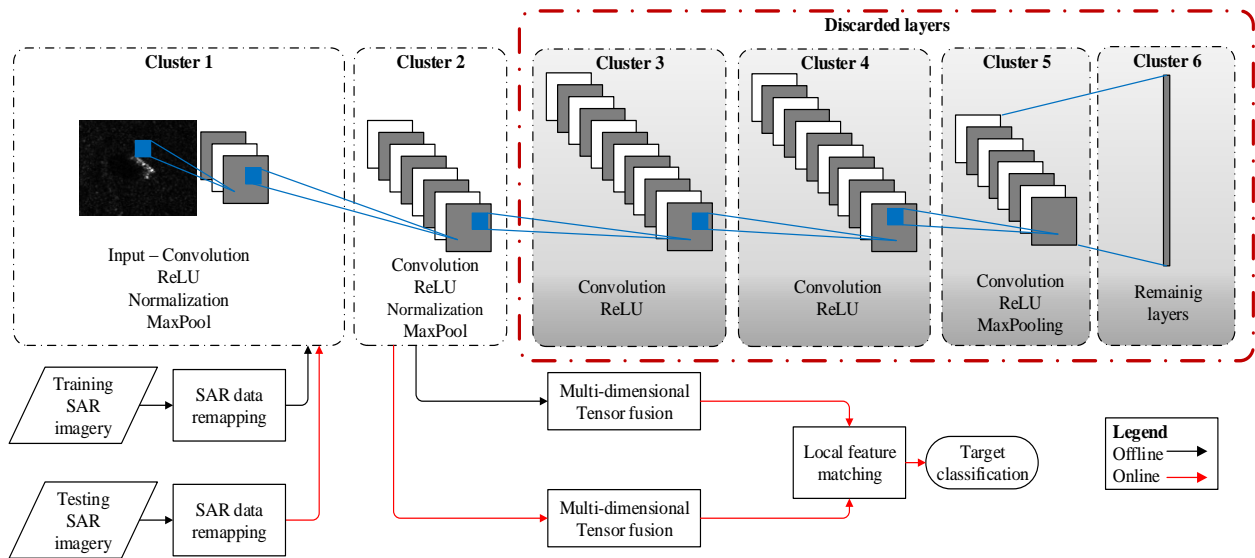 Discarded layers
Cluster 1
Cluster 2
Cluster 3
Cluster 4
Cluster 5
Cluster 6
Input – Convolution
ReLU
Normalization
MaxPool
Convolution
ReLU
Normalization
MaxPool
Convolution
ReLU
Convolution
ReLU
Convolution
ReLU
MaxPooling
Remainig
layers
Training
SAR
imagery
SAR data
remapping
Multi-dimensional
Tensor fusion
Testing
SAR
imagery
SAR data
remapping
Multi-dimensional
Tensor fusion
Local feature
matching
Target
classification
Legend
Offline
Online